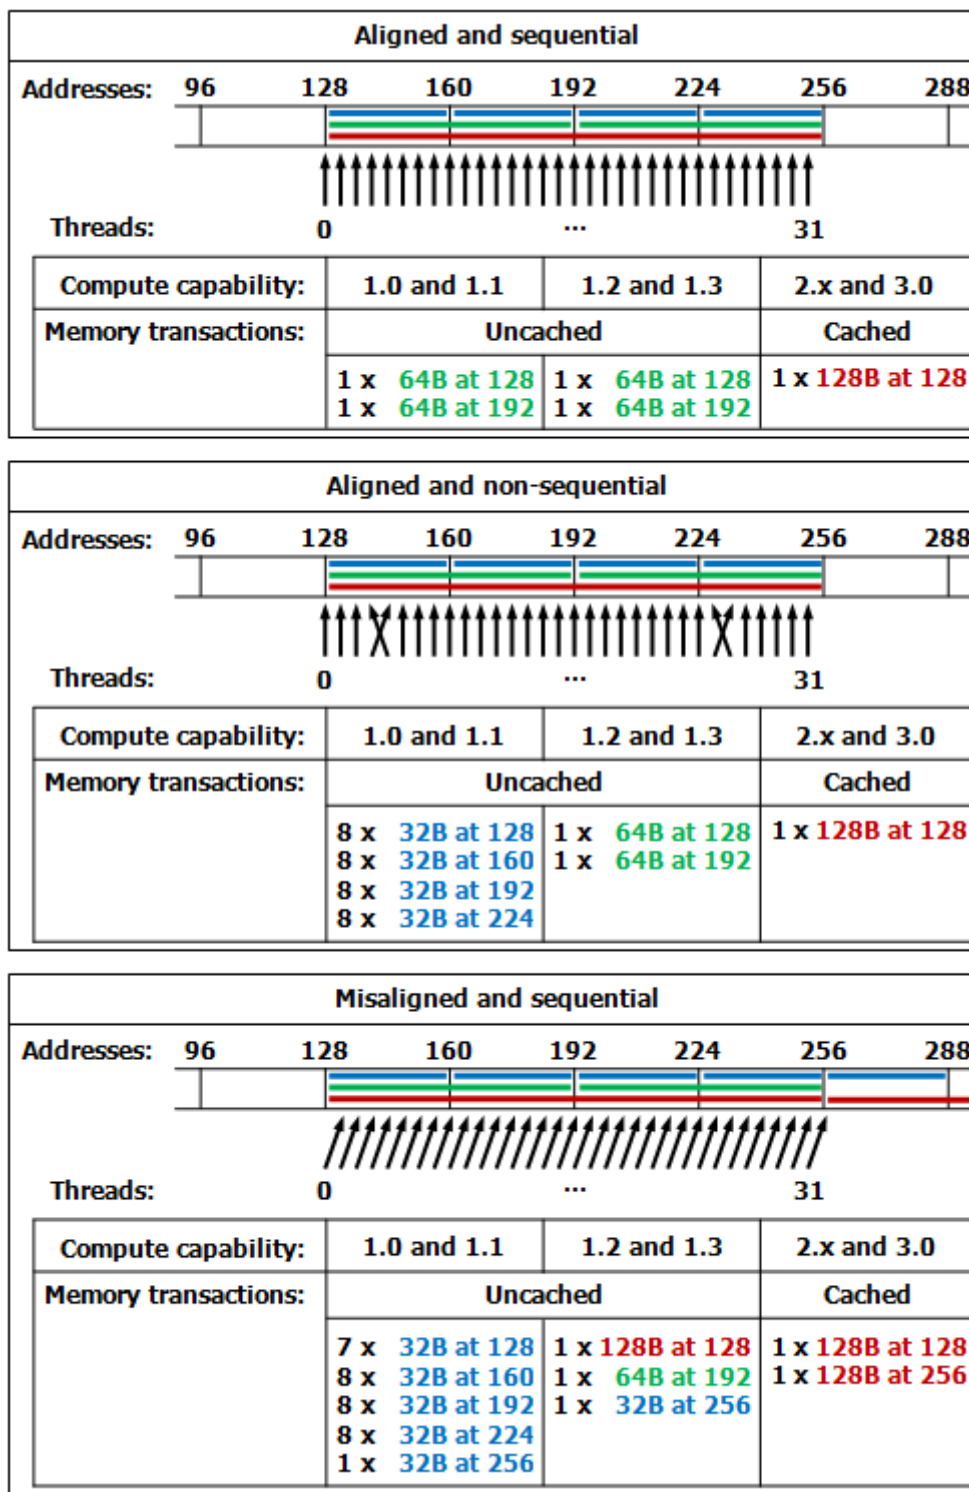 Aligned and sequential
Addresses: 96 128 160 192 224 256 288
Threads: 0 ... 31
Compute capability: 1.0 and 1.1 1.2 and 1.3 2.x and 3.0
Memory transactions: Uncached Cached
1 x 64B at 128 1 x 64B at 128 1 x 128B at 128
1 x 64B at 192 1 x 64B at 192
Aligned and non-sequential
Addresses: 96 128 160 192 224 256 288
Threads: 0 ... 31
Compute capability: 1.0 and 1.1 1.2 and 1.3 2.x and 3.0
Memory transactions: Uncached Cached
8 x 32B at 128 1 x 64B at 128 1 x 128B at 128
8 x 32B at 160 1 x 64B at 192
8 x 32B at 192
8 x 32B at 224
Misaligned and sequential
Addresses: 96 128 160 192 224 256 288
Threads: 0 ... 31
Compute capability: 1.0 and 1.1 1.2 and 1.3 2.x and 3.0
Memory transactions: Uncached Cached
7 x 32B at 128 1 x 128B at 128 1 x 128B at 128
8 x 32B at 160 1 x 64B at 192 1 x 128B at 256
8 x 32B at 192 1 x 32B at 256
8 x 32B at 224
1 x 32B at 256